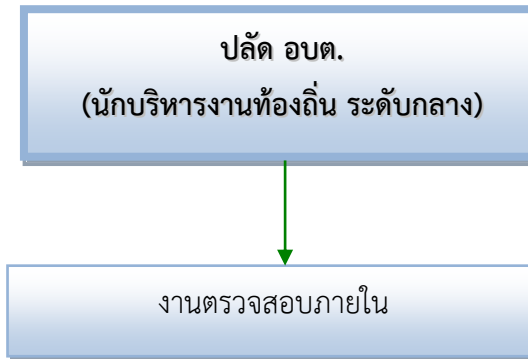 ปลัด อบต.
(นักบริหารงานท้องถิ่น ระดับกลาง)
งานตรวจสอบภายใน